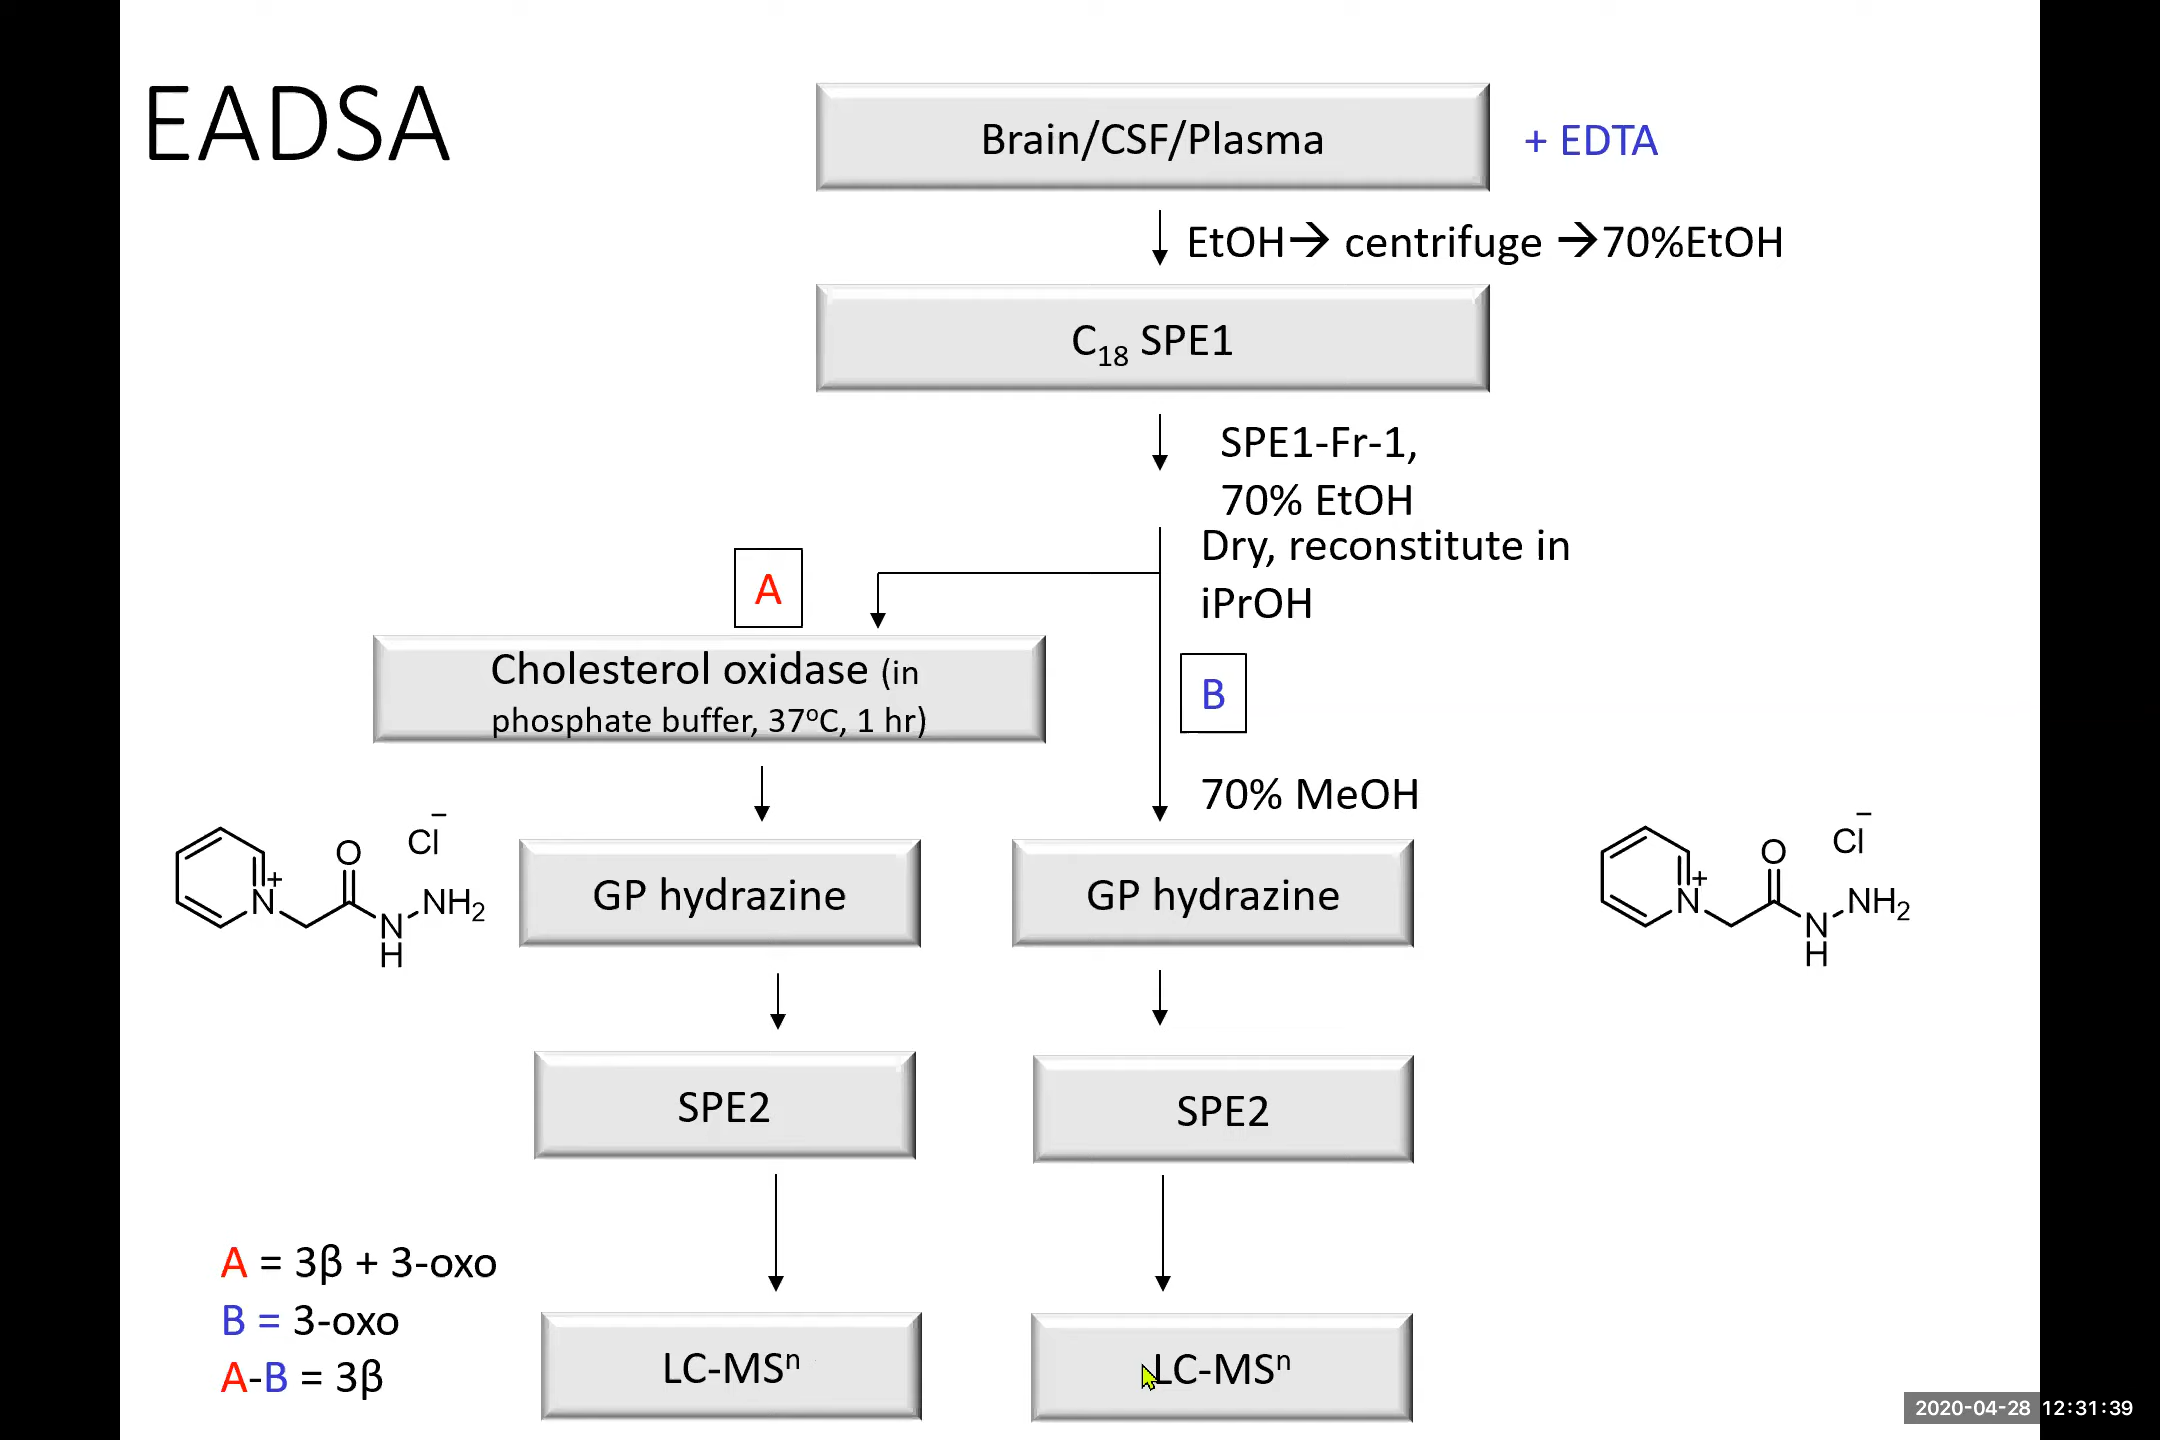 EADSA
Brain/CSF/Plasma
+ EDTA
EtOH→ centrifuge →70%EtOH
C₁₈ SPE1
SPE1-Fr-1,
70% EtOH
Dry, reconstitute in
iPrOH
A
Cholesterol oxidase (in
phosphate buffer, 37°C, 1 hr)
B
70% MeOH
GP hydrazine
GP hydrazine
O
Cl⁻
N⁺
N
H
NH₂
O
Cl⁻
N⁺
N
H
NH₂
SPE2
SPE2
A = 3β + 3-oxo
B = 3-oxo
A-B = 3β
LC-MSⁿ
LC-MSⁿ
2020-04-28 12:31:39